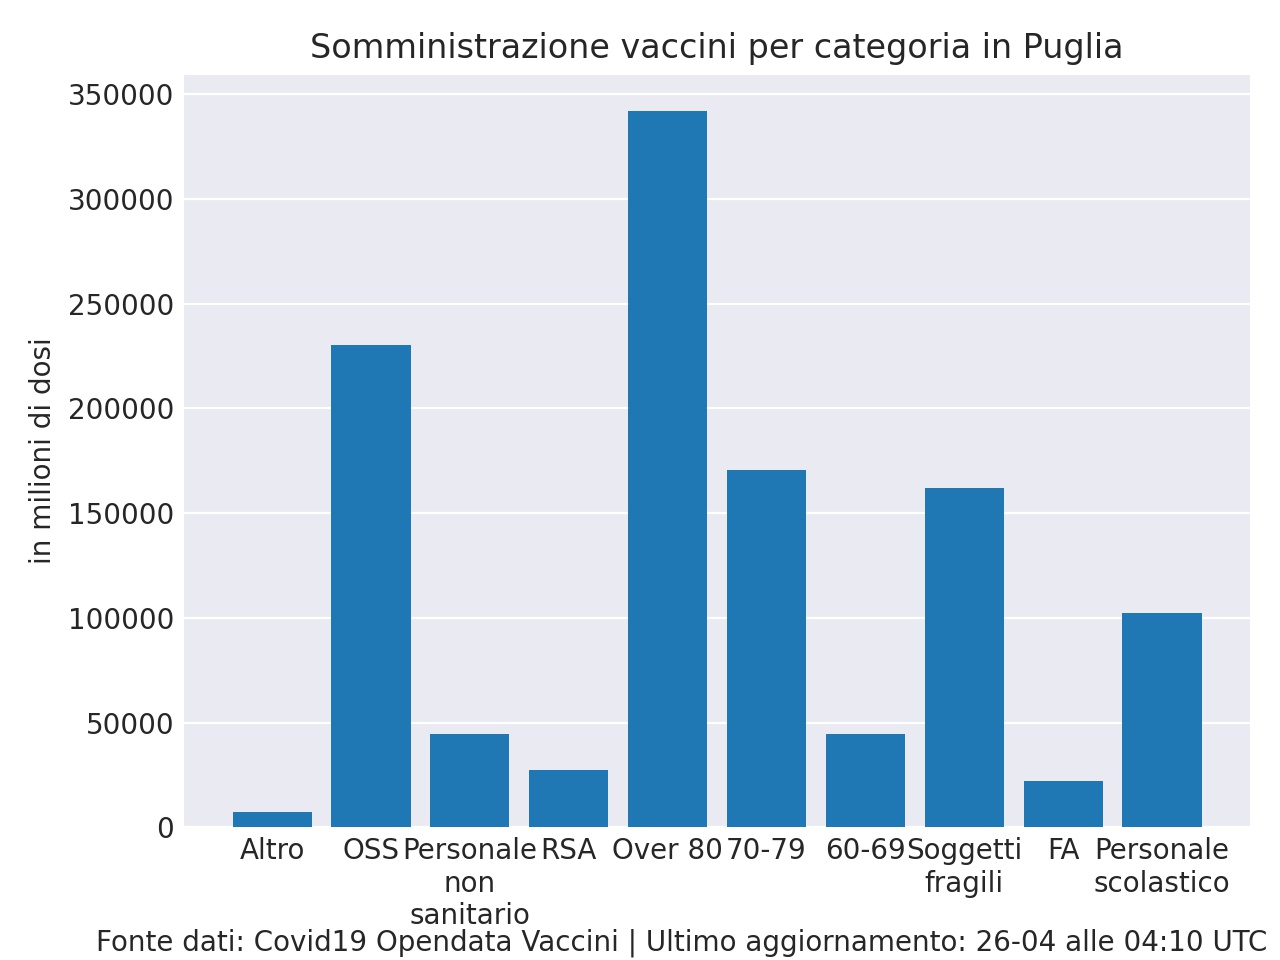 Somministrazione vaccini per categoria in Puglia
in milioni di dosi
350000
300000
250000
200000
150000
100000
50000
0
Altro
OSS
Personale
non
sanitario
RSA
Over 80
70-79
60-69
Soggetti
fragili
FA
Personale
scolastico
Fonte dati: Covid19 Opendata Vaccini | Ultimo aggiornamento: 26-04 alle 04:10 UTC